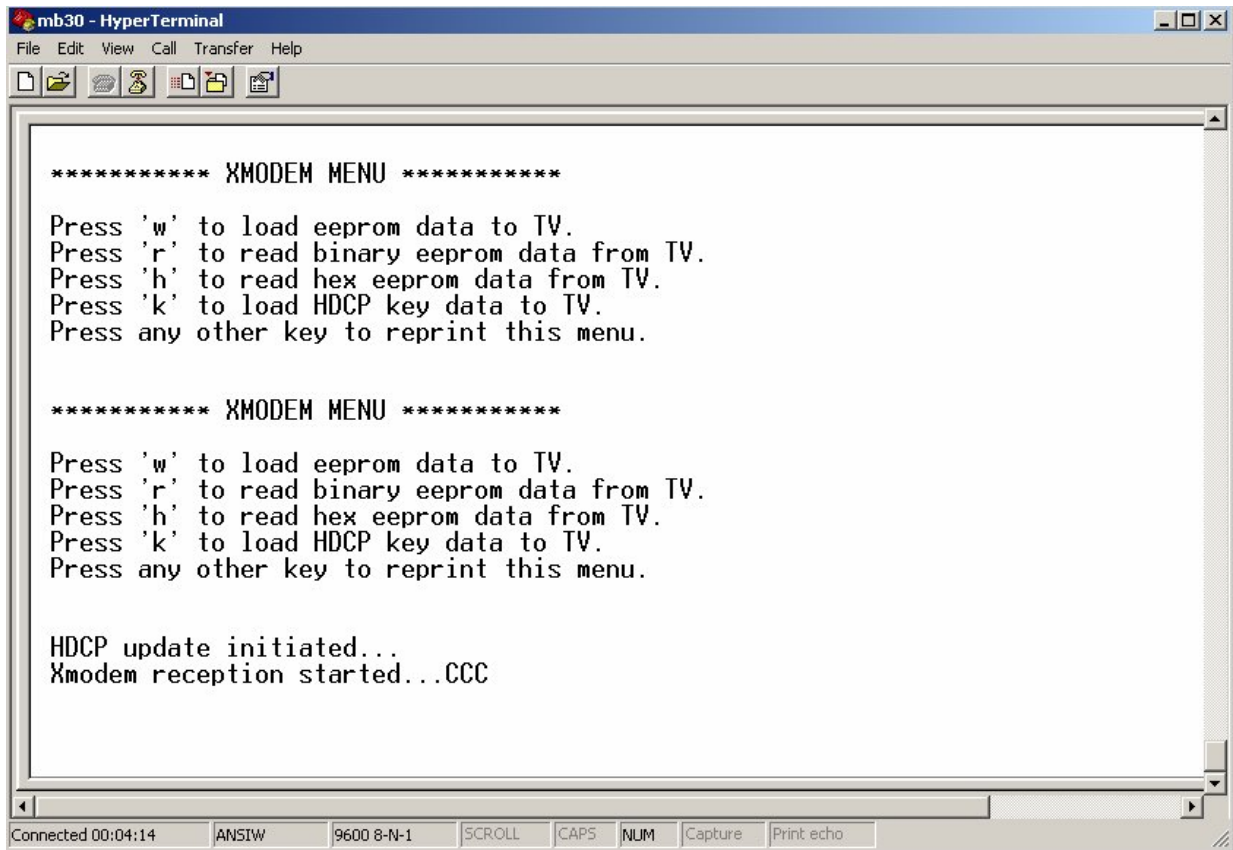 mb30 - HyperTerminal
File Edit View Call Transfer Help
*********** XMODEM MENU ***********
Press 'w' to load eeprom data to TV.
Press 'r' to read binary eeprom data from TV.
Press 'h' to read hex eeprom data from TV.
Press 'k' to load HDCP key data to TV.
Press any other key to reprint this menu.
*********** XMODEM MENU ***********
Press 'w' to load eeprom data to TV.
Press 'r' to read binary eeprom data from TV.
Press 'h' to read hex eeprom data from TV.
Press 'k' to load HDCP key data to TV.
Press any other key to reprint this menu.
HDCP update initiated...
Xmodem reception started...CCC
Connected 00:04:14 ANSIW 9600 8-N-1 SCROLL CAPS NUM Capture Print echo